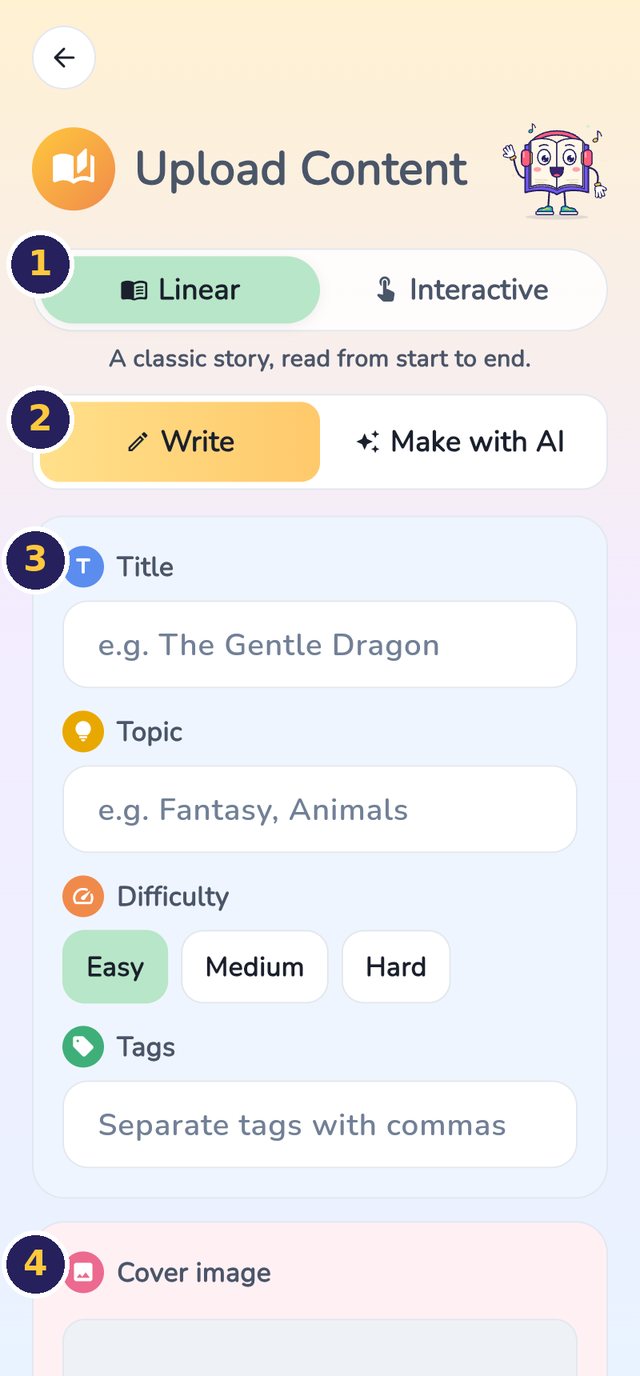 Upload Content
1
Linear
Interactive
A classic story, read from start to end.
2
Write
Make with AI
3
T Title
e.g. The Gentle Dragon
Topic
e.g. Fantasy, Animals
Difficulty
Easy
Medium
Hard
Tags
Separate tags with commas
4
Cover image